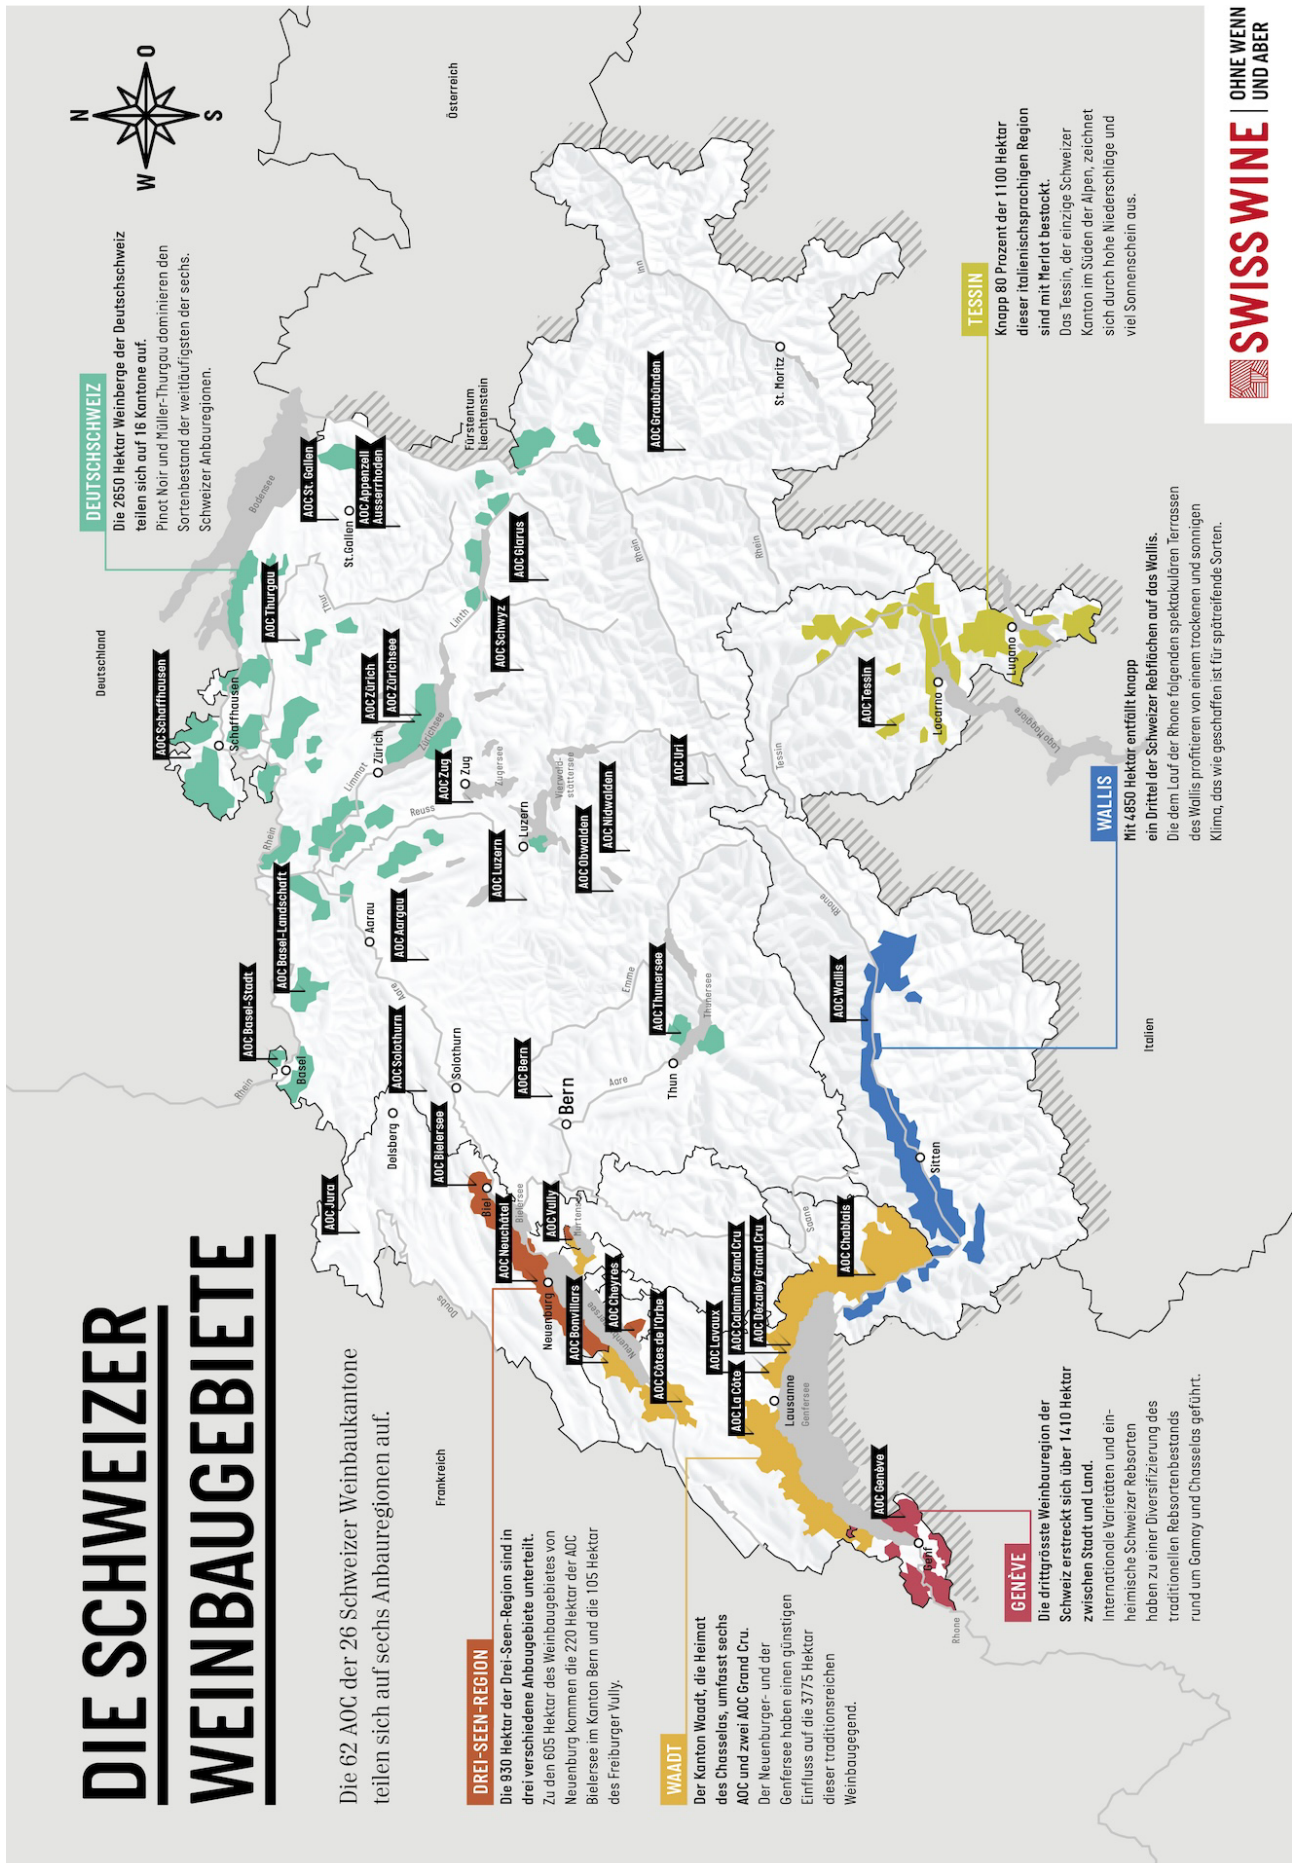 DIE SCHWEIZER
WEINBAUGEBIETE
Die 62 AOC der 26 Schweizer Weinbaukantone
teilen sich auf sechs Anbauregionen auf.
DREI-SEEN-REGION
Die 930 Hektar der Drei-Seen-Region sind in
drei verschiedene Anbaugebiete unterteilt.
Zu den 605 Hektar des Weinbaugebietes von
Neuenburg kommen die 220 Hektar der AOC
Bielersee im Kanton Bern und die 105 Hektar
des Freiburger Vully.
WAADT
Der Kanton Waadt, die Heimat
des Chasselas, umfasst sechs
AOC und zwei AOC Grand Cru.
Der Neuenburger- und der
Genfersee haben einen günstigen
Einfluss auf die 3775 Hektar
dieser traditionsreichen
Weinbaugegend.
GENÈVE
Die drittgrösste Weinbauregion der
Schweiz erstreckt sich über 1410 Hektar
zwischen Stadt und Land.
Internationale Varietäten und ein-
heimische Schweizer Rebsorten
haben zu einer Diversifizierung des
traditionellen Rebsortenbestands
rund um Gamay und Chasselas geführt.
WALLIS
Mit 4850 Hektar entfällt knapp
ein Drittel der Schweizer Rebflächen auf das Wallis.
Die dem Lauf der Rhone folgenden spektakulären Terrassen
des Wallis profitieren von einem trockenen und sonnigen
Klima, das wie geschaffen ist für spätreifende Sorten.
TESSIN
Knapp 80 Prozent der 1100 Hektar
dieser italienischsprachigen Region
sind mit Merlot bestockt.
Das Tessin, der einzige Schweizer
Kanton im Süden der Alpen, zeichnet
sich durch hohe Niederschläge und
viel Sonnenschein aus.
DEUTSCHSCHWEIZ
Die 2650 Hektar Weinberge der Deutschschweiz
teilen sich auf 16 Kantone auf.
Pinot Noir und Müller-Thurgau dominieren den
Sortenbestand der weitläufigsten der sechs
Schweizer Anbauregionen.
N
O
S
W
Deutschland
Österreich
Fürstentum
Liechtenstein
Frankreich
Italien
AOC Schaffhausen
Schaffhausen
AOC Thurgau
Bodensee
AOC St. Gallen
St.Gallen
AOC Appenzell
Ausserrhoden
Thur
Rhein
AOC Basel-Stadt
Basel
Rhein
AOC Basel-Landschaft
AOC Jura
Delsberg
AOC Solothurn
Solothurn
Aare
Aarau
AOC Aargau
Limmat
Reuss
Zürich
AOC Zürich
AOC Zürichsee
Zürichsee
Linth
AOC Zug
Zug
Zugersee
AOC Schwyz
AOC Glarus
AOC Luzern
Luzern
Vierwald-
stättersee
AOC Obwalden
AOC Nidwalden
AOC Uri
AOC Bielersee
Biel
Bielersee
AOC Neuchâtel
Neuenburg
AOC Vully
AOC Bonvillars
AOC Cheyres
AOC Côtes de l'Orbe
Doubs
AOC Bern
Bern
Aare
Emme
AOC Thunersee
Thun
Thunersee
AOC Lavaux
AOC Calamin Grand Cru
AOC Dézaley Grand Cru
AOC La Côte
Lausanne
Genfersee
Saane
AOC Chablais
AOC Genève
Genf
Rhone
AOC Wallis
Sitten
Rhone
Tessin
AOC Tessin
Locarno
Lago Maggiore
Lugano
Rhein
Rhein
AOC Graubünden
St. Moritz
Inn
SWISS WINE
OHNE WENN
UND ABER